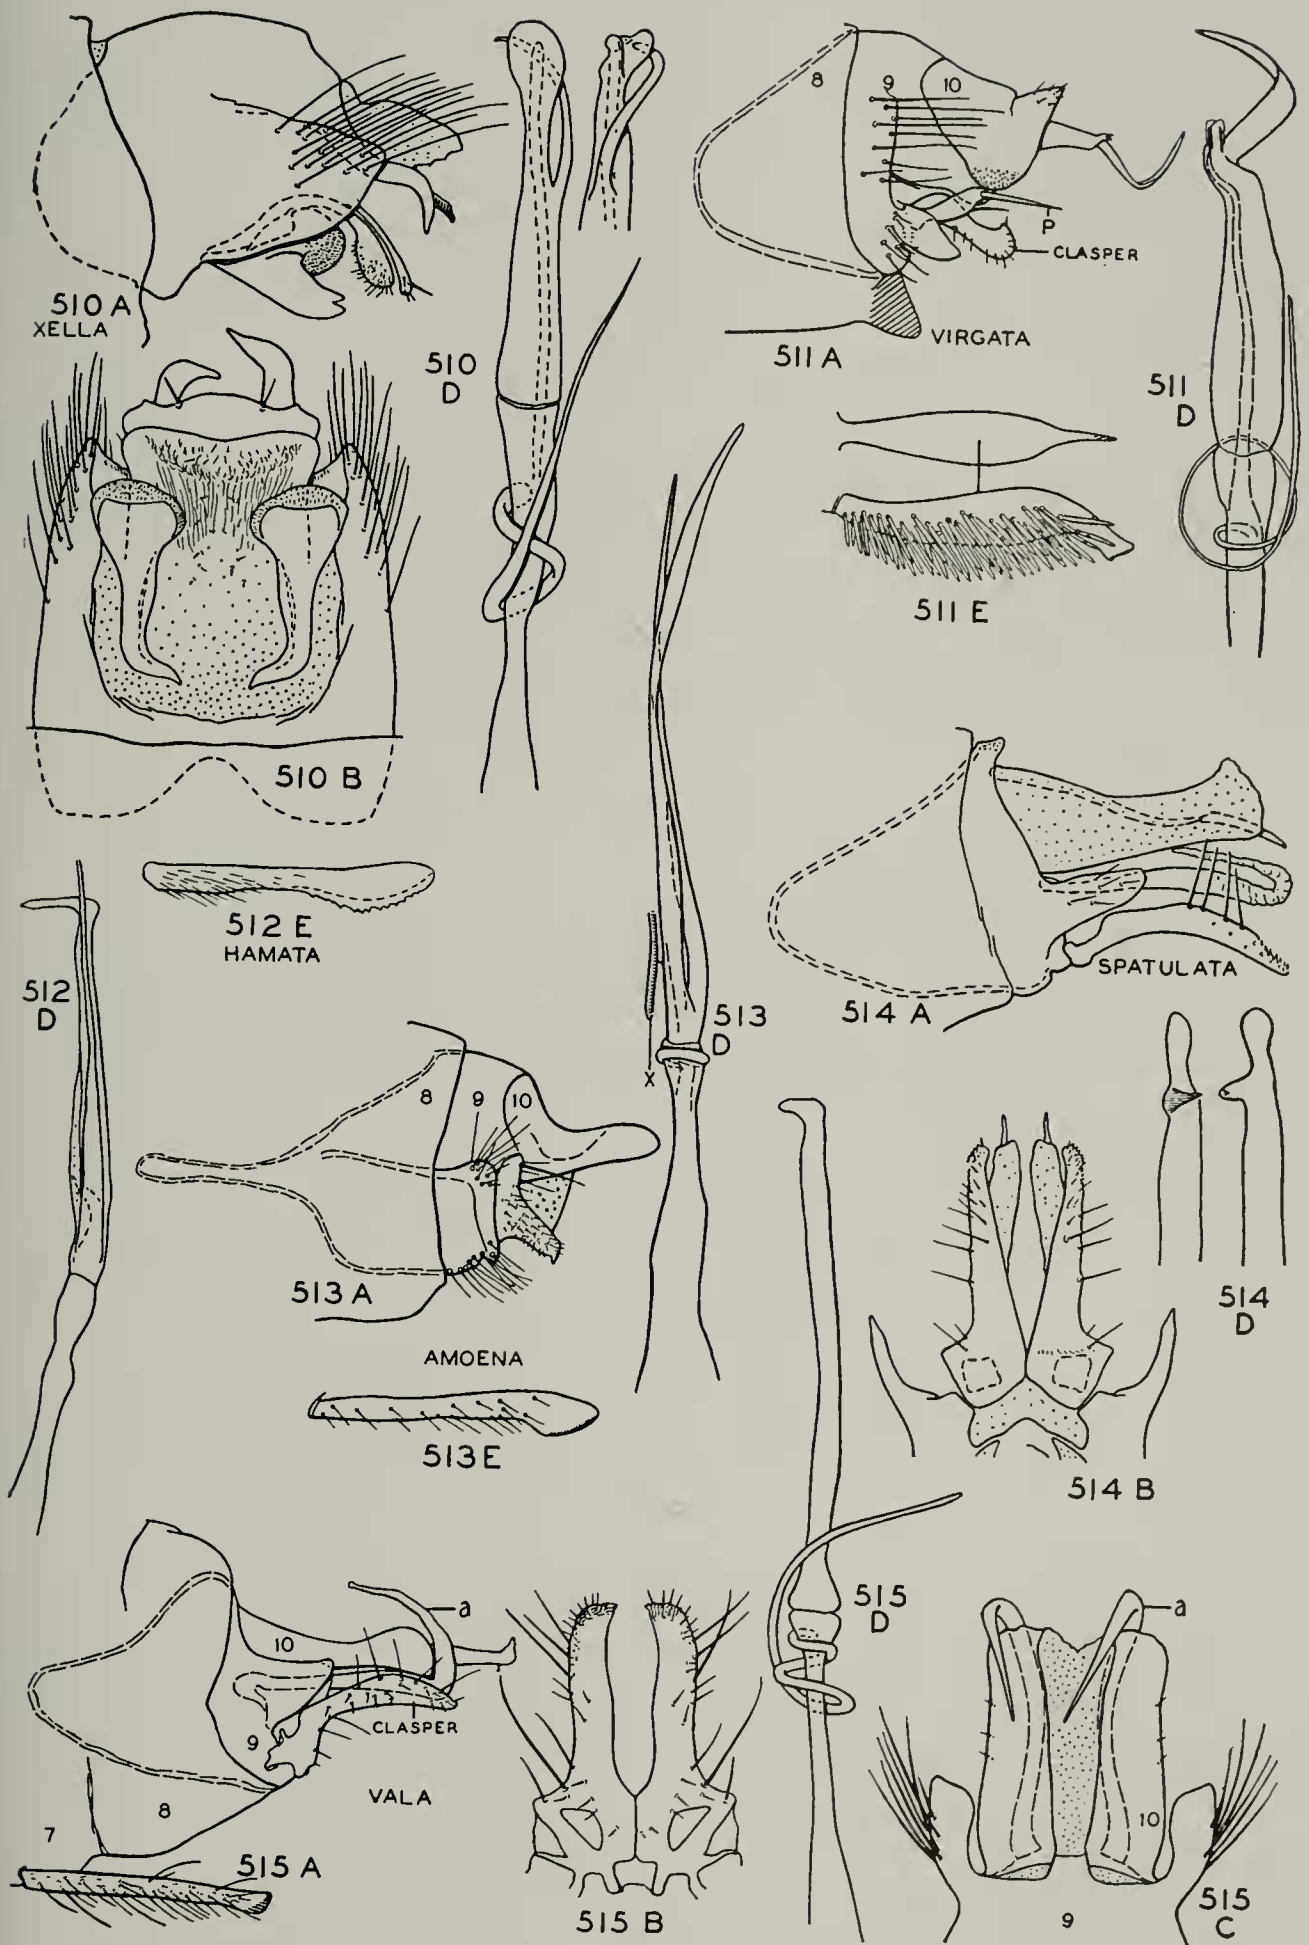 510 A
XELLA
510
D
8
9
10
P
CLASPER
VIRGATA
511 A
511
D
511 E
510 B
512 E
HAMATA
512
D
513
D
X
8
9
10
513 A
AMOENA
513 E
SPATULATA
514 A
514
D
514 B
a
10
9
CLASPER
VALA
8
7
515 A
515 B
515
D
a
10
9
515
C